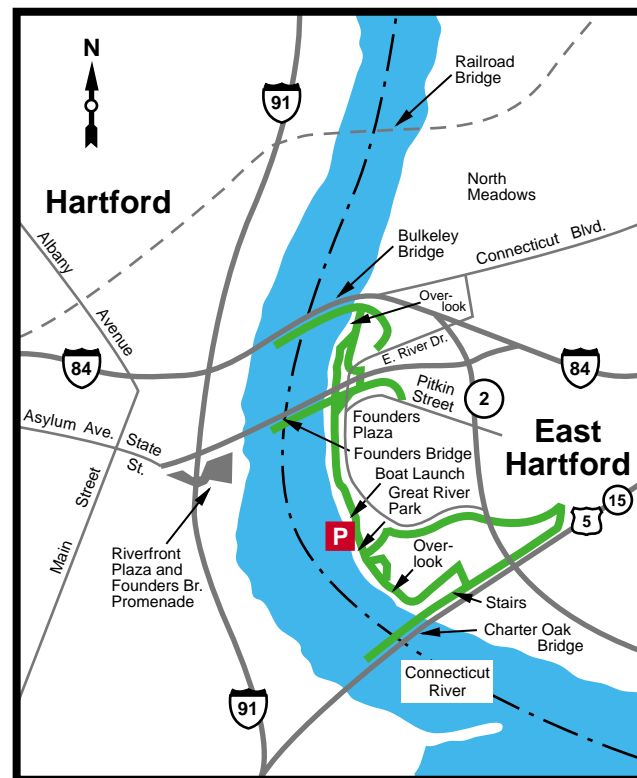 N
91
Railroad
Bridge
North
Meadows
Hartford
Albany
Avenue
Connecticut Blvd.
Bulkeley
Bridge
Over-
look
E. River Dr.
84
84
Pitkin
Street
2
Asylum Ave.
State
St.
Founders
Plaza
Founders Bridge
East
Hartford
Boat Launch
Great River
Park
15
5
P
Main Street
Riverfront
Plaza and
Founders Br.
Promenade
Over-
look
Stairs
Charter Oak
Bridge
Connecticut
River
91